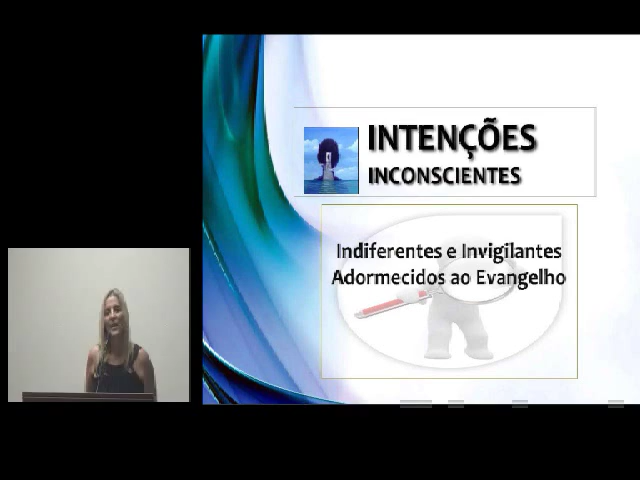 INTENÇÕES
INCONSCIENTES
Indiferentes e Invigilantes
Adormecidos ao Evangelho